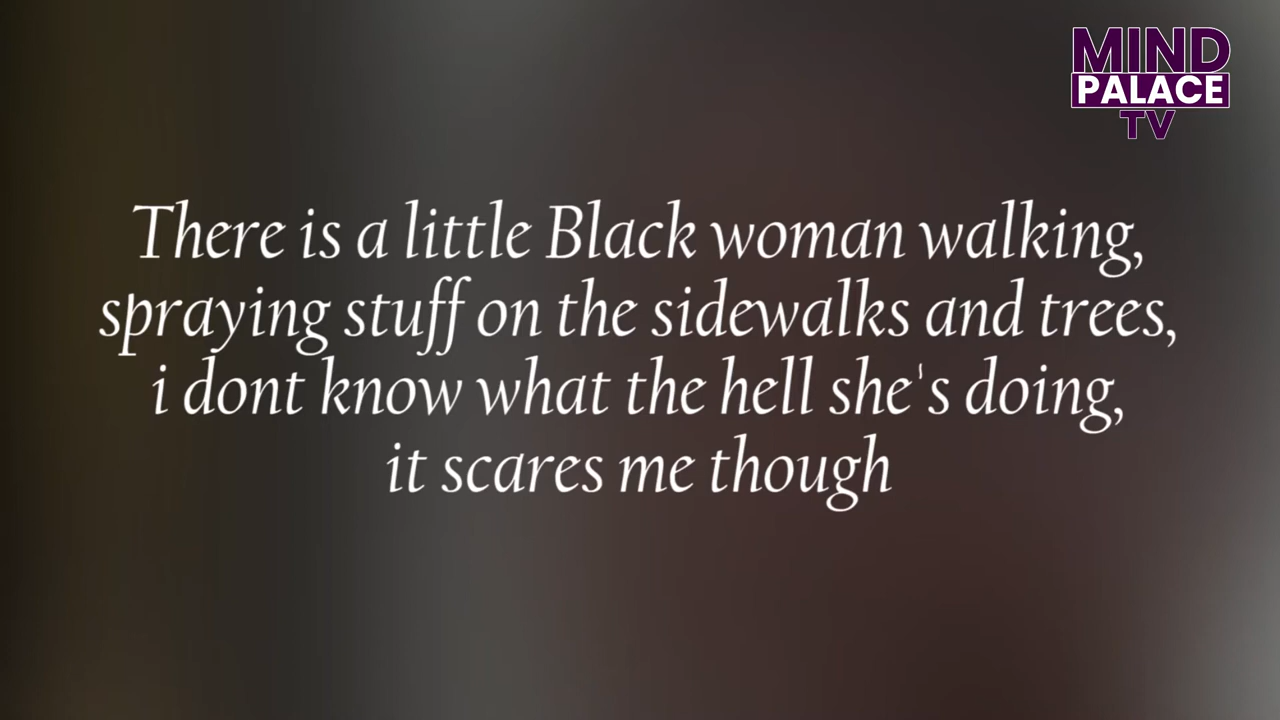 MIND
PALACE
TV
There is a little Black woman walking,
spraying stuff on the sidewalks and trees,
i dont know what the hell she's doing,
it scares me though